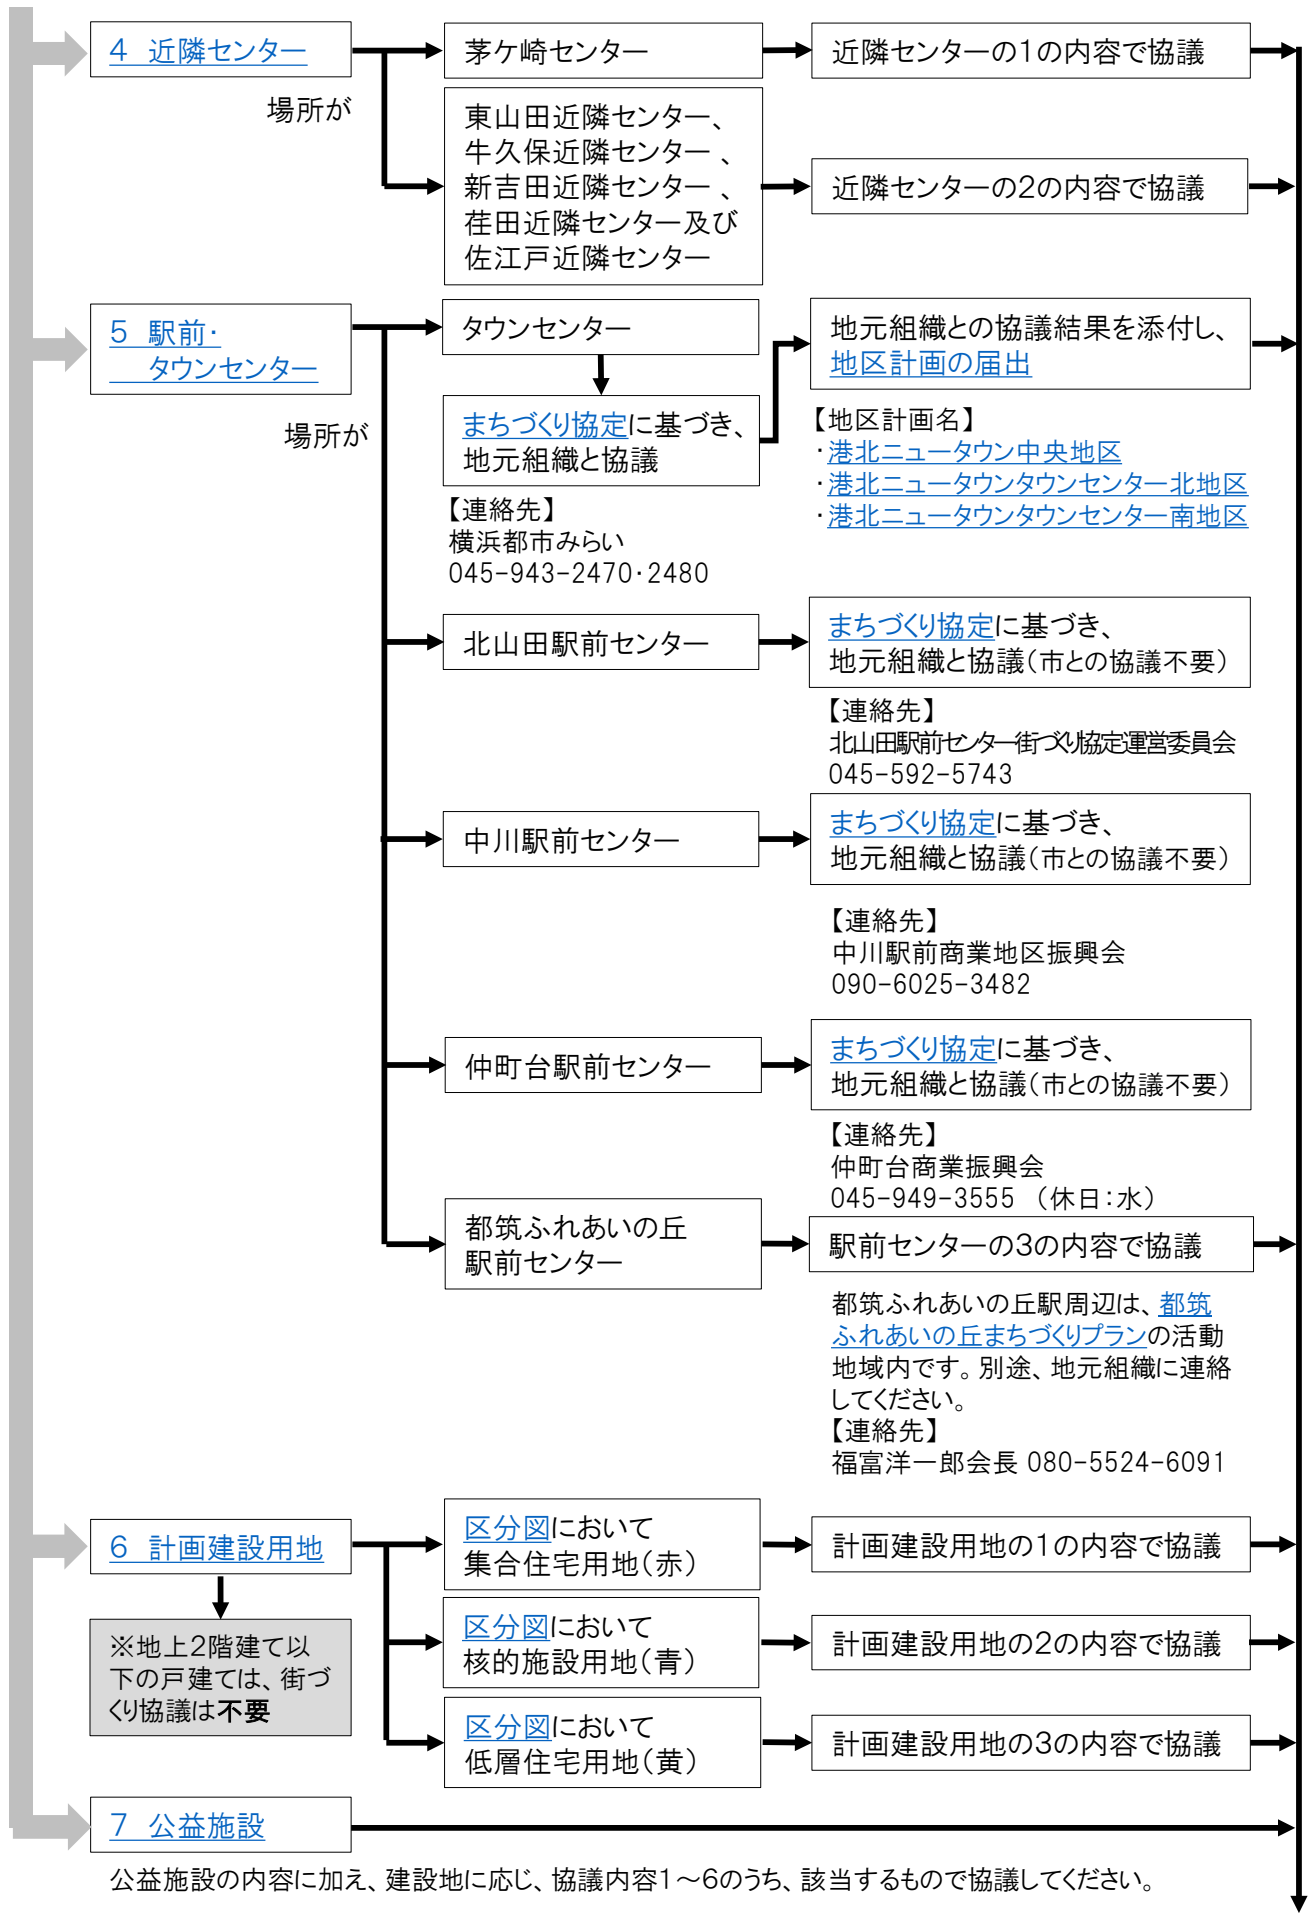 4　近隣センター
場所が
茅ケ崎センター
近隣センターの1の内容で協議
東山田近隣センター、
牛久保近隣センター 、
新吉田近隣センター 、
荏田近隣センター及び
佐江戸近隣センター
近隣センターの2の内容で協議
5　駅前・
タウンセンター
場所が
タウンセンター
まちづくり協定に基づき、
地元組織と協議
【連絡先】
横浜都市みらい
045-943-2470・2480
地元組織との協議結果を添付し、
地区計画の届出
【地区計画名】
・港北ニュータウン中央地区
・港北ニュータウンタウンセンター北地区
・港北ニュータウンタウンセンター南地区
北山田駅前センター
まちづくり協定に基づき、
地元組織と協議（市との協議不要）
【連絡先】
北山田駅前センター街づくり協定運営委員会
045-592-5743
中川駅前センター
まちづくり協定に基づき、
地元組織と協議（市との協議不要）
【連絡先】
中川駅前商業地区振興会
090-6025-3482
仲町台駅前センター
まちづくり協定に基づき、
地元組織と協議（市との協議不要）
【連絡先】
仲町台商業振興会
045-949-3555　（休日：水）
都筑ふれあいの丘
駅前センター
駅前センターの3の内容で協議
都筑ふれあいの丘駅周辺は、都筑
ふれあいの丘まちづくりプランの活動
地域内です。別途、地元組織に連絡
してください。
【連絡先】
福富洋一郎会長 080-5524-6091
6　計画建設用地
※地上2階建て以
下の戸建ては、街づ
くり協議は不要
区分図において
集合住宅用地（赤）
計画建設用地の1の内容で協議
区分図において
核的施設用地（青）
計画建設用地の2の内容で協議
区分図において
低層住宅用地（黄）
計画建設用地の3の内容で協議
7　公益施設
公益施設の内容に加え、建設地に応じ、協議内容1～6のうち、該当するもので協議してください。